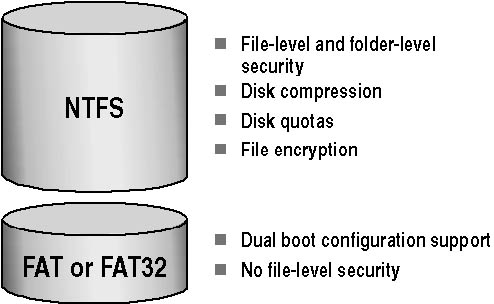 NTFS
File-level and folder-level
security
Disk compression
Disk quotas
File encryption
FAT or FAT32
Dual boot configuration support
No file-level security